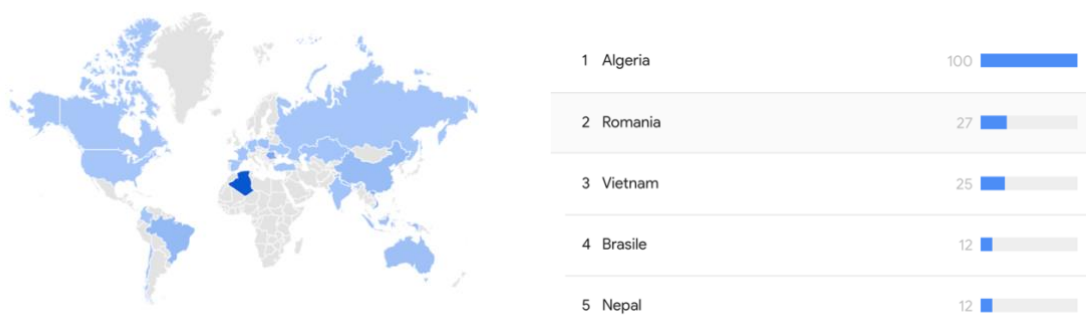 1 Algeria 100
2 Romania 27
3 Vietnam 25
4 Brasile 12
5 Nepal 12